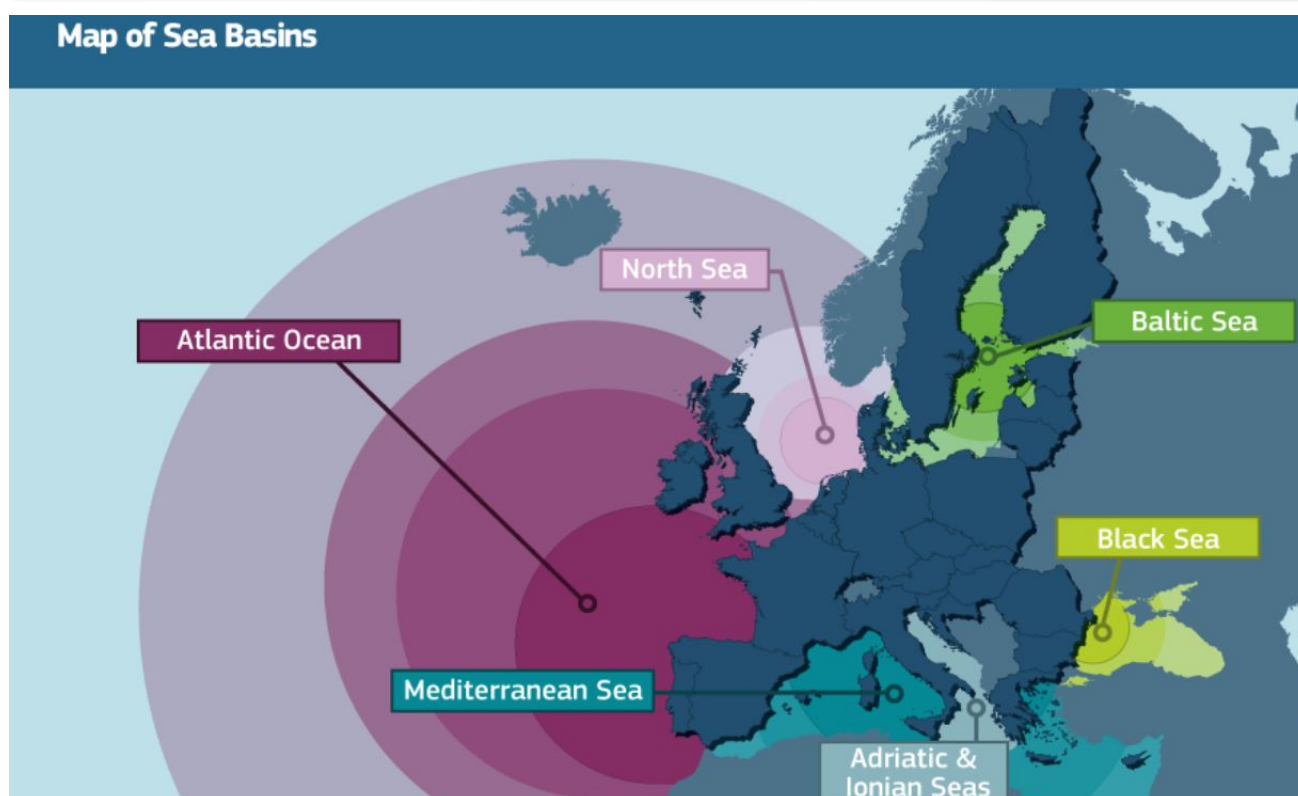 Map of Sea Basins
North Sea
Baltic Sea
Atlantic Ocean
Black Sea
Mediterranean Sea
Adriatic &
Ionian Seas